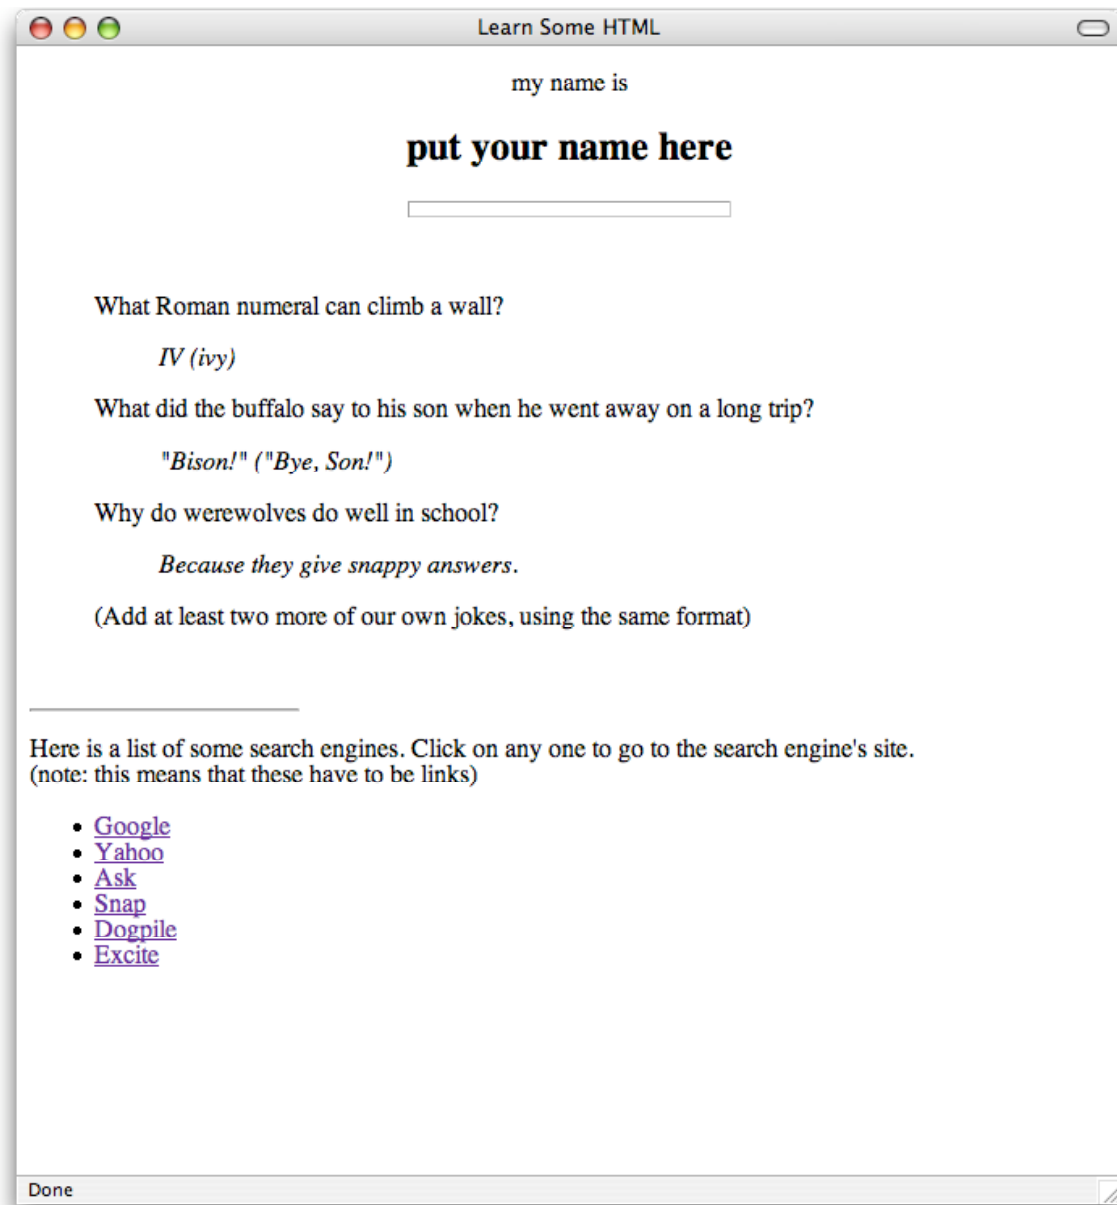 Learn Some HTML
my name is
put your name here
What Roman numeral can climb a wall?
IV (ivy)
What did the buffalo say to his son when he went away on a long trip?
"Bison!" ("Bye, Son!")
Why do werewolves do well in school?
Because they give snappy answers.
(Add at least two more of our own jokes, using the same format)
Here is a list of some search engines. Click on any one to go to the search engine's site.
(note: this means that these have to be links)
• Google
• Yahoo
• Ask
• Snap
• Dogpile
• Excite
Done